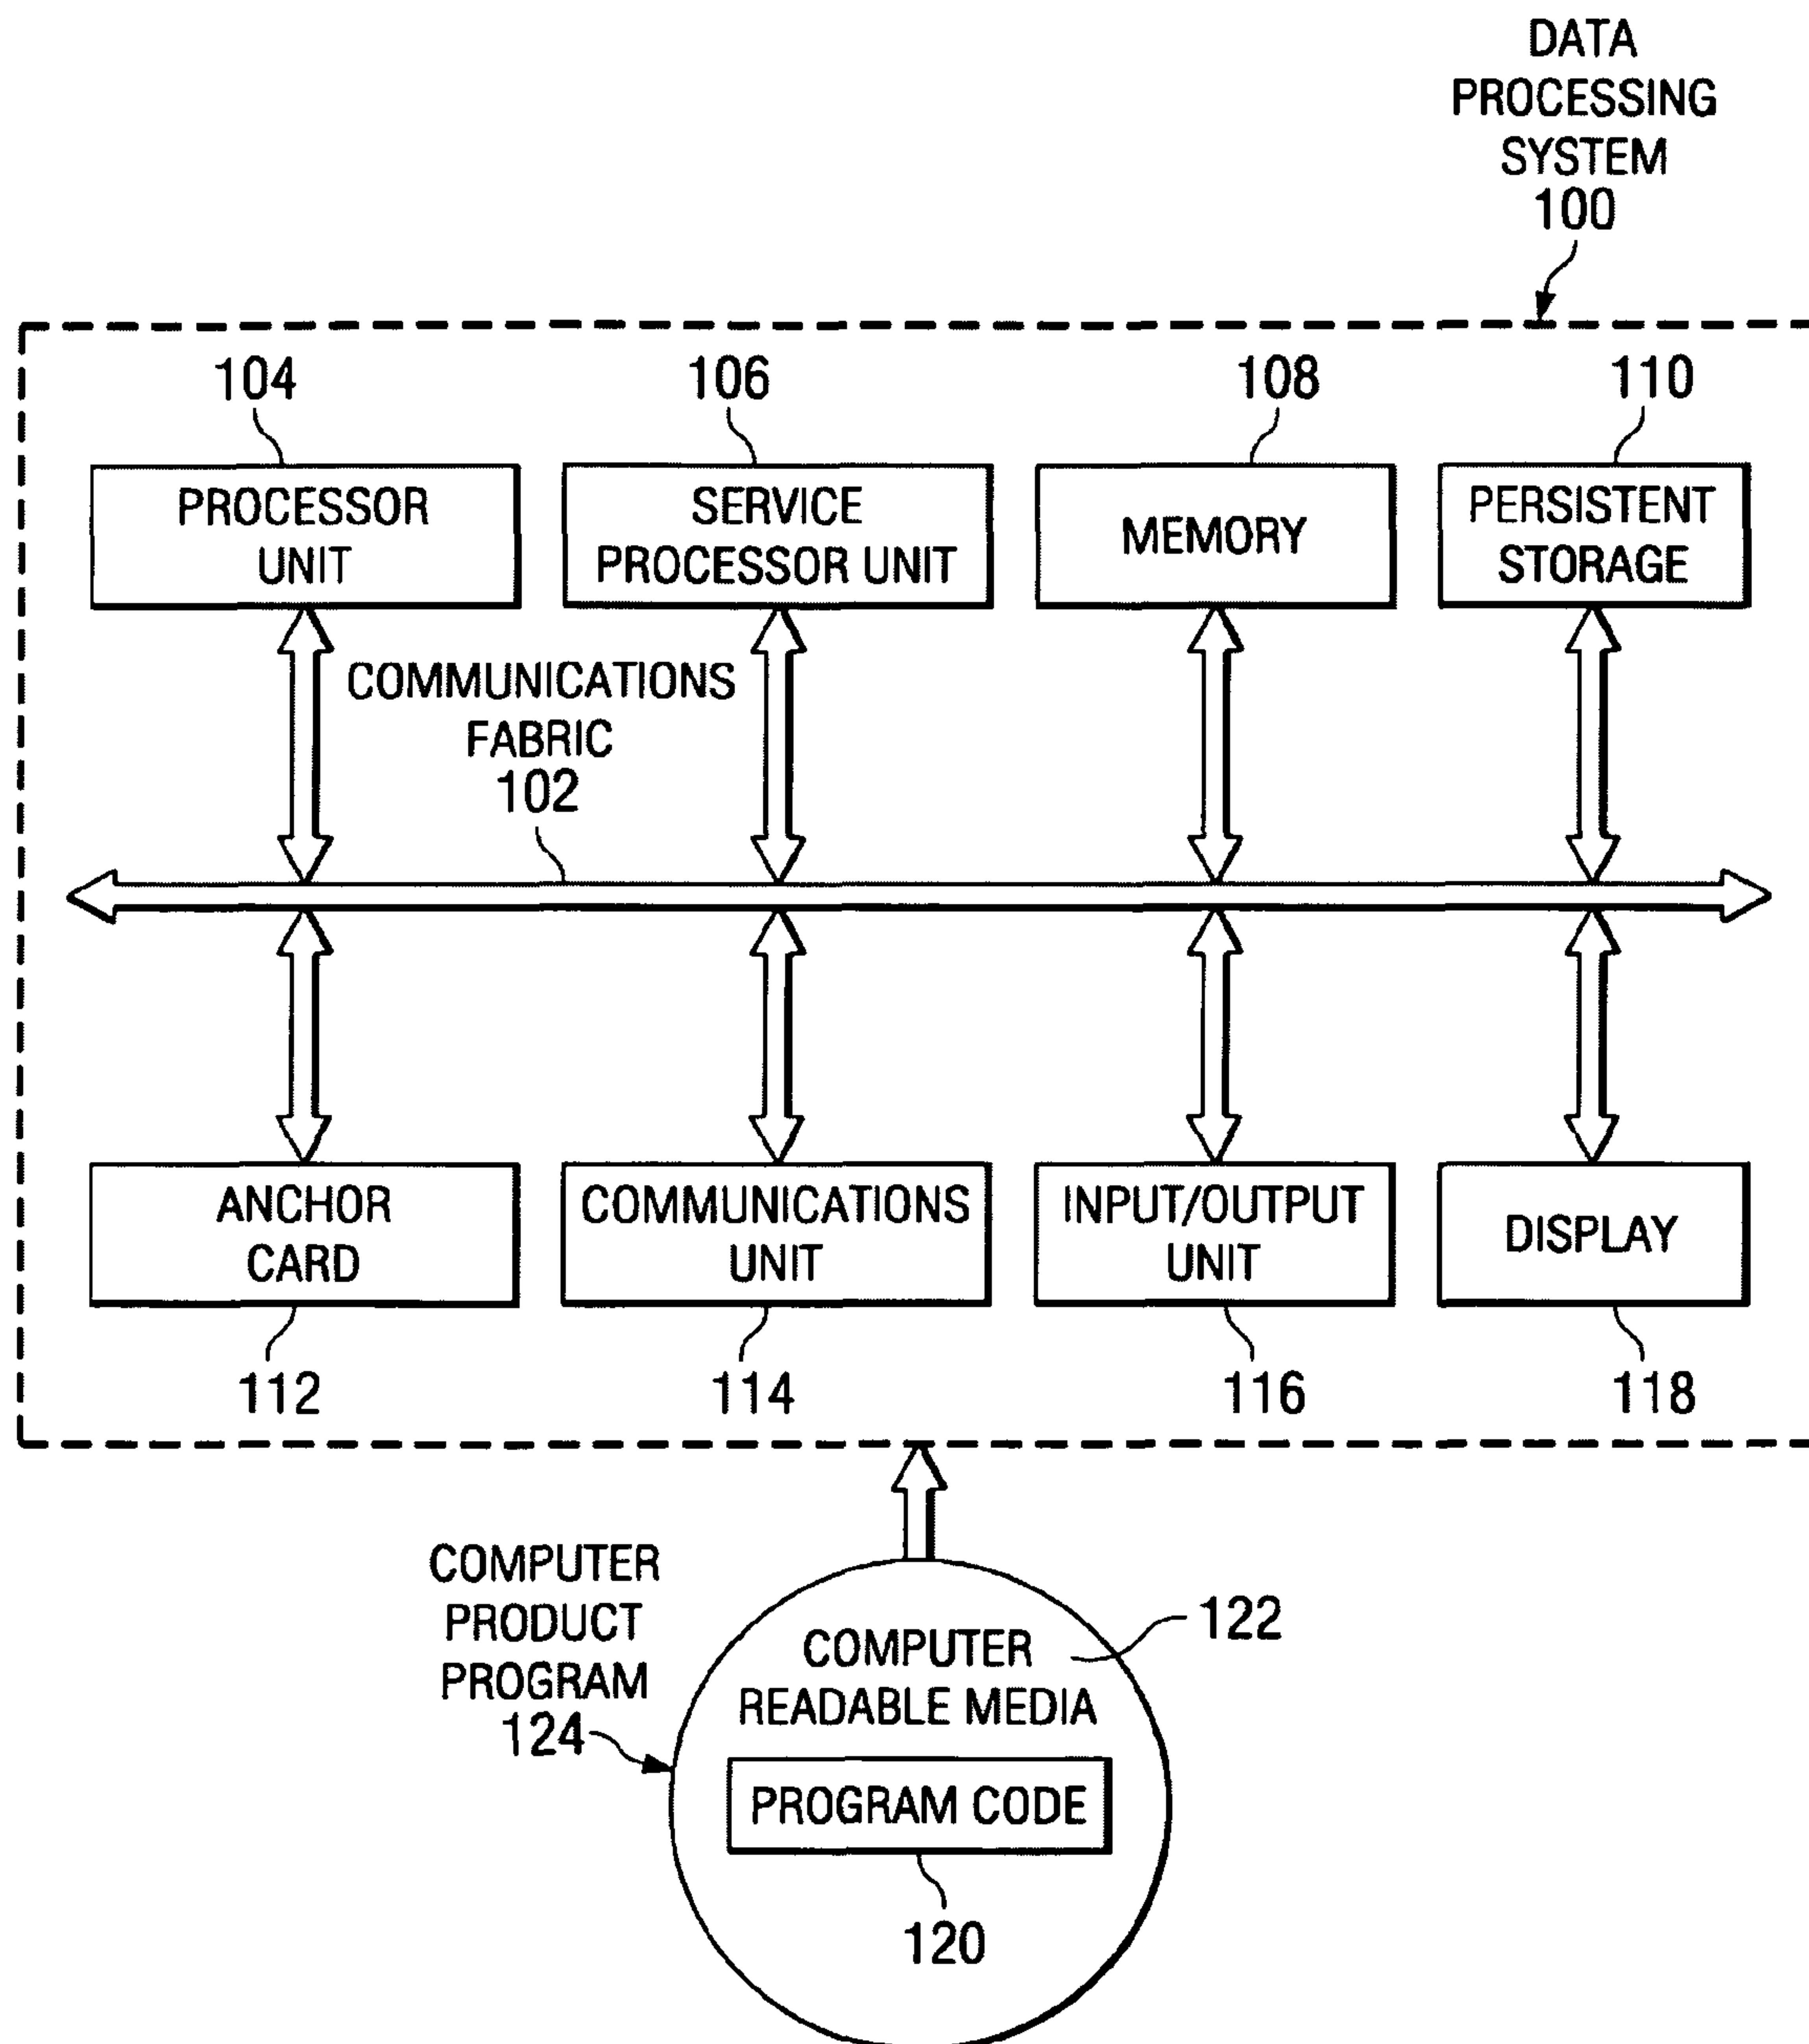 DATA
PROCESSING
SYSTEM
100
104
106
108
110
PROCESSOR
UNIT
SERVICE
PROCESSOR UNIT
MEMORY
PERSISTENT
STORAGE
COMMUNICATIONS
FABRIC
102
ANCHOR
CARD
COMMUNICATIONS
UNIT
INPUT/OUTPUT
UNIT
DISPLAY
112
114
116
118
COMPUTER
PRODUCT
PROGRAM
124
122
COMPUTER
READABLE MEDIA
PROGRAM CODE
120